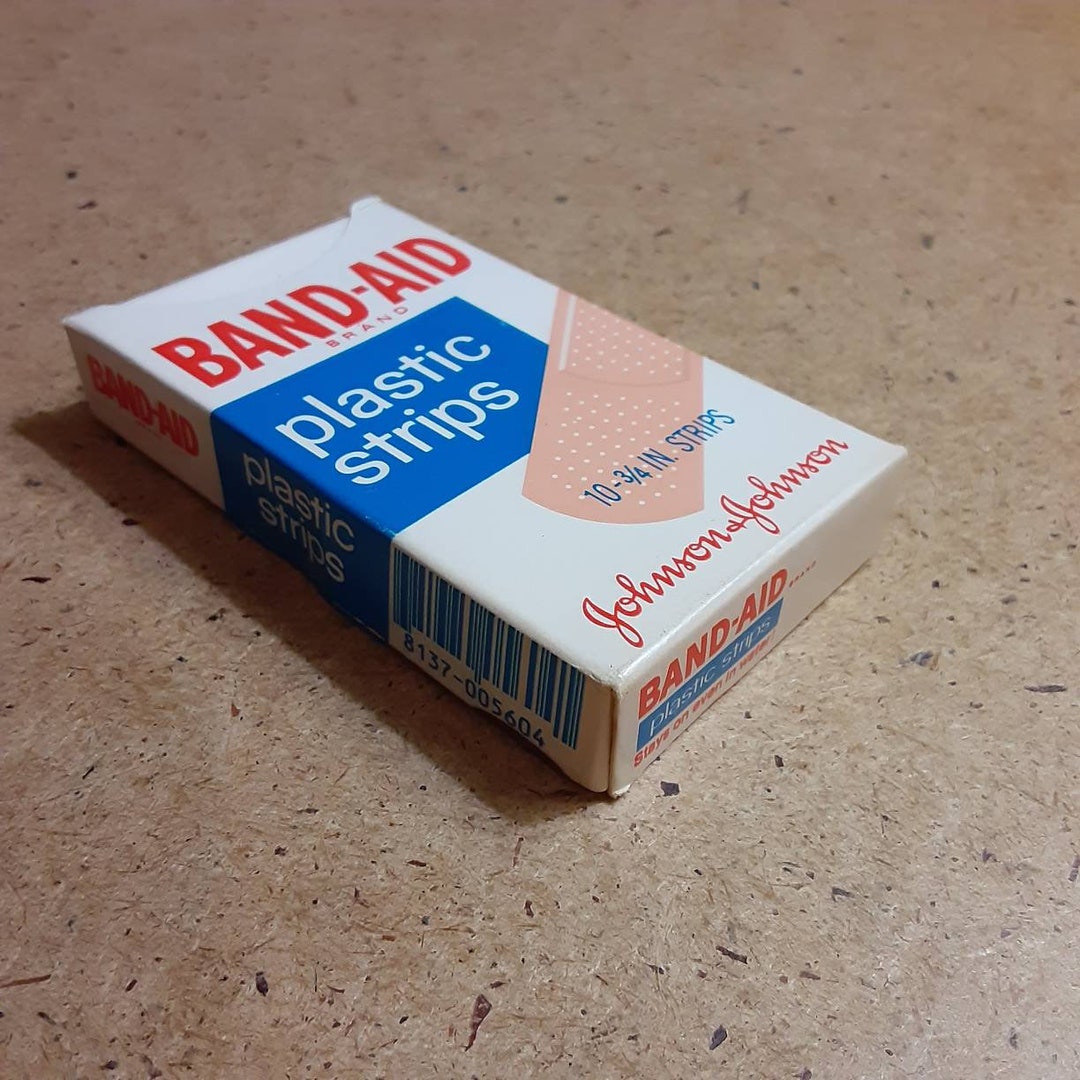 BAND-AID
BRAND
plastic
strips
10-3/4 IN. STRIPS
Johnson & Johnson
BAND-AID
plastic
strips
8137-005604
BAND-AID BRAND
plastic strips
Stays on even in water!